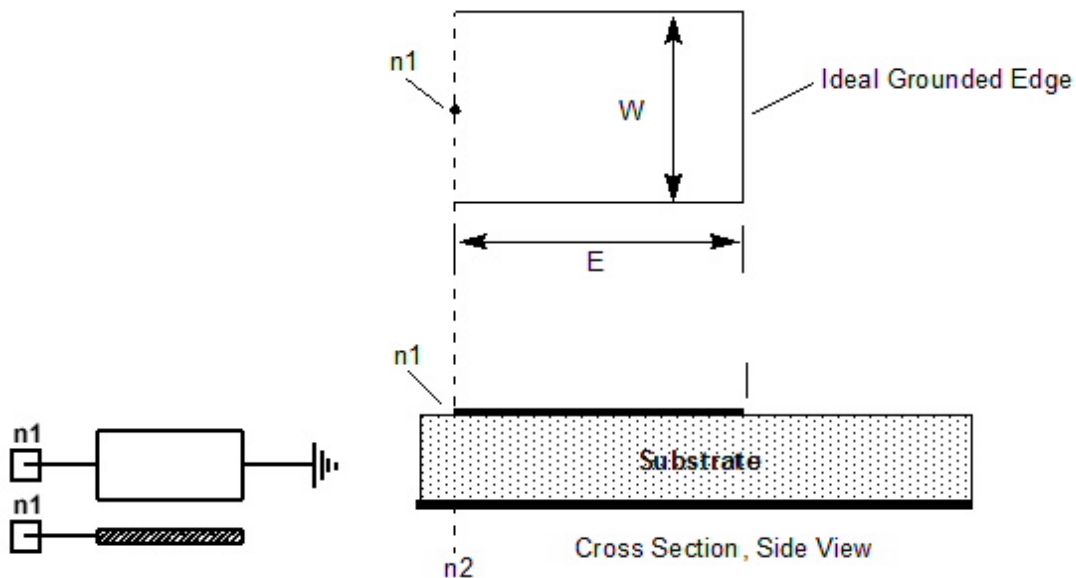 n1
Ideal Grounded Edge
W
E
n1
n1
Substrate
n1
Cross Section, Side View
n2